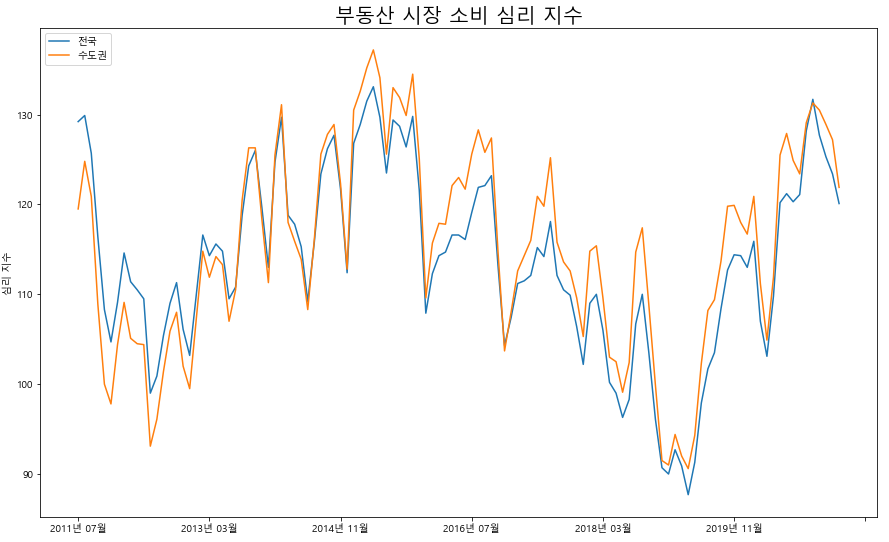 부동산 시장 소비 심리 지수
전국
수도권
심리 지수
130
120
110
100
90
2011년 07월
2013년 03월
2014년 11월
2016년 07월
2018년 03월
2019년 11월